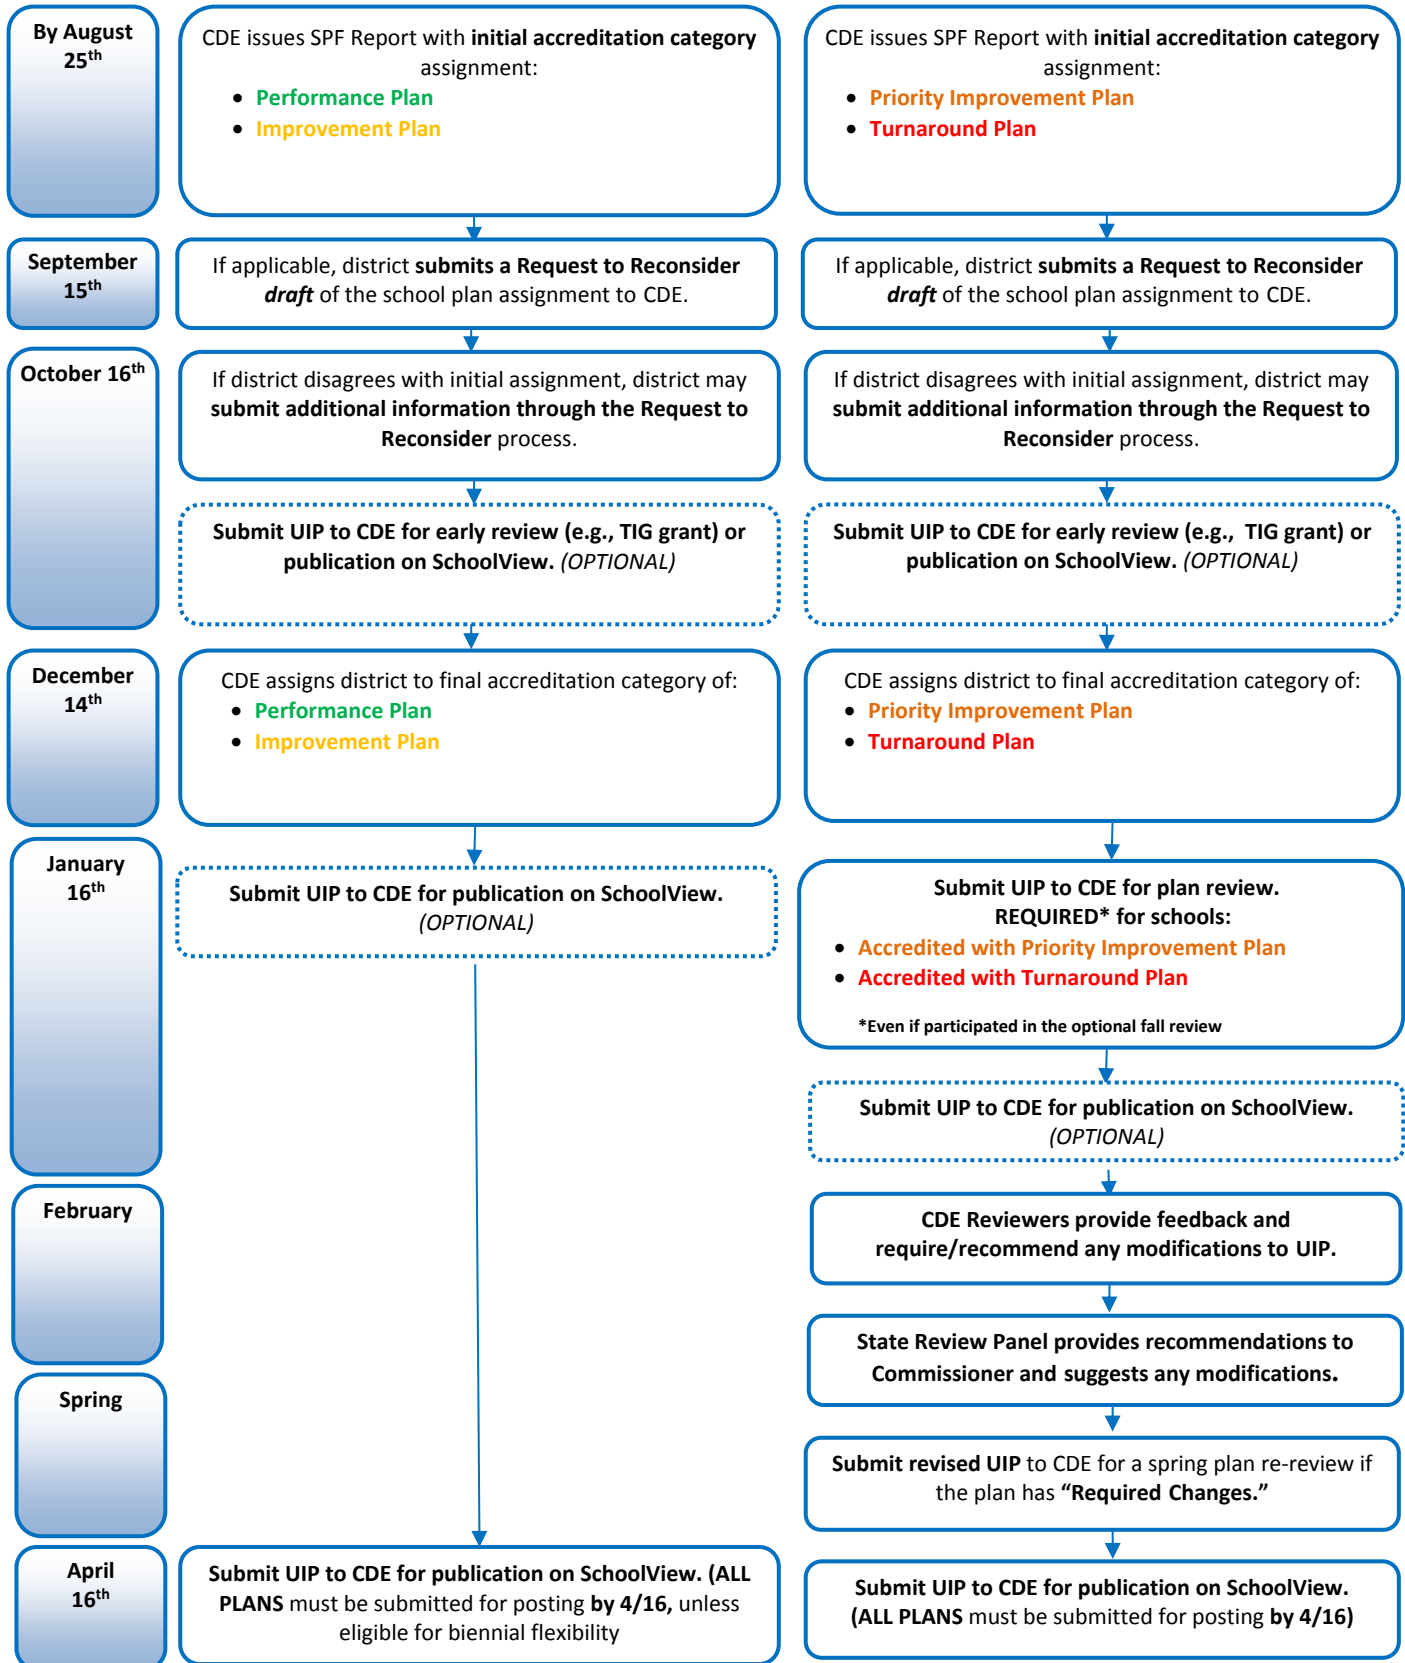 By August
25th
CDE issues SPF Report with initial accreditation category
assignment:
• Performance Plan
• Improvement Plan
CDE issues SPF Report with initial accreditation category
assignment:
• Priority Improvement Plan
• Turnaround Plan
September
15th
If applicable, district submits a Request to Reconsider
draft of the school plan assignment to CDE.
If applicable, district submits a Request to Reconsider
draft of the school plan assignment to CDE.
October 16th
If district disagrees with initial assignment, district may
submit additional information through the Request to
Reconsider process.
If district disagrees with initial assignment, district may
submit additional information through the Request to
Reconsider process.
Submit UIP to CDE for early review (e.g., TIG grant) or
publication on SchoolView. (OPTIONAL)
Submit UIP to CDE for early review (e.g., TIG grant) or
publication on SchoolView. (OPTIONAL)
December
14th
CDE assigns district to final accreditation category of:
• Performance Plan
• Improvement Plan
CDE assigns district to final accreditation category of:
• Priority Improvement Plan
• Turnaround Plan
January
16th
Submit UIP to CDE for publication on SchoolView.
(OPTIONAL)
Submit UIP to CDE for plan review.
REQUIRED* for schools:
• Accredited with Priority Improvement Plan
• Accredited with Turnaround Plan
*Even if participated in the optional fall review
Submit UIP to CDE for publication on SchoolView.
(OPTIONAL)
February
CDE Reviewers provide feedback and
require/recommend any modifications to UIP.
State Review Panel provides recommendations to
Commissioner and suggests any modifications.
Spring
Submit revised UIP to CDE for a spring plan re-review if
the plan has “Required Changes.”
April
16th
Submit UIP to CDE for publication on SchoolView. (ALL
PLANS must be submitted for posting by 4/16, unless
eligible for biennial flexibility
Submit UIP to CDE for publication on SchoolView.
(ALL PLANS must be submitted for posting by 4/16)